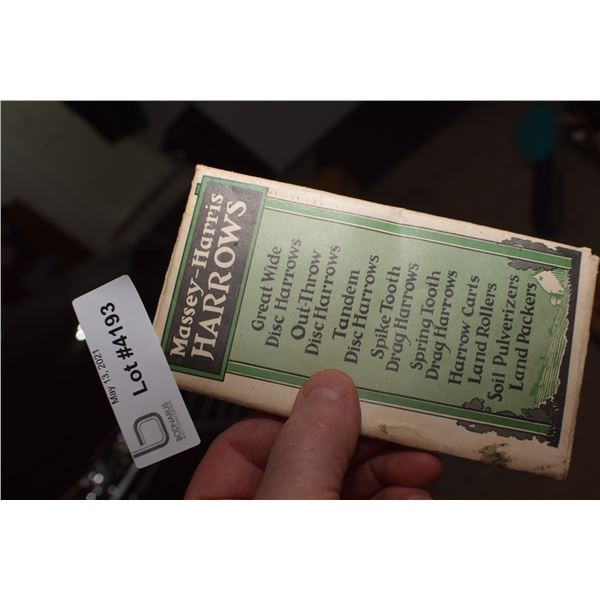 Massey-Harris
HARROWS
Great Wide
Disc Harrows
Out-Throw
Disc Harrows
Tandem
Disc Harrows
Spike Tooth
Drag Harrows
Spring Tooth
Drag Harrows
Harrow Carts
Land Rollers
Soil Pulverizers
Land Packers
May 13, 2021
Lot #4193
BODNARUS